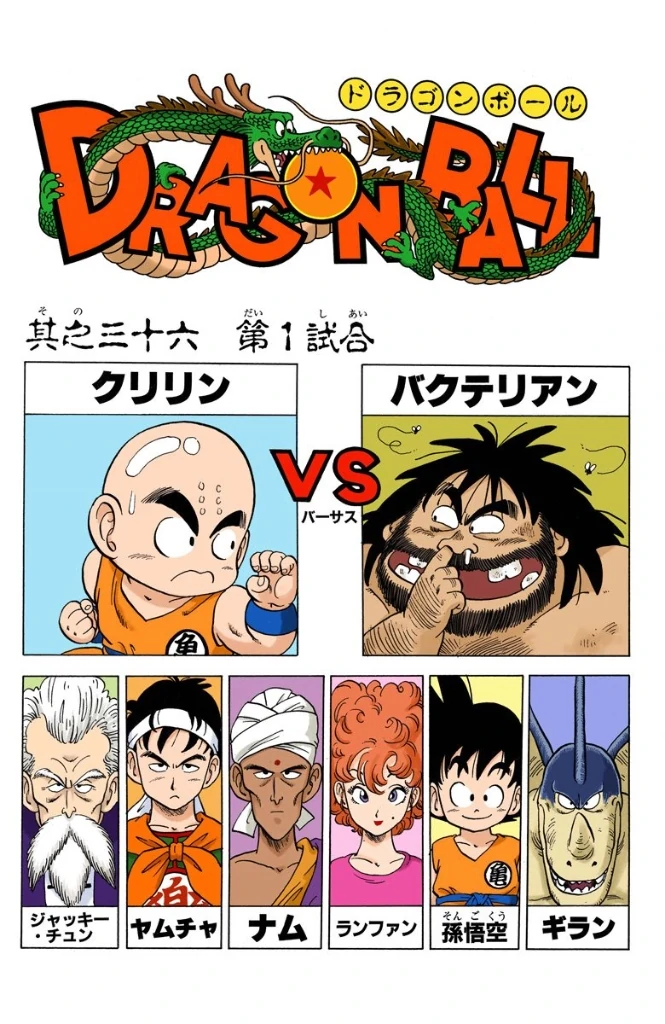 ドラゴンボール
DRAGON BALL
其之三十六 第1試合
クリリン
バクテリアン
VS
バーサス
亀
ジャッキー・チュン
ヤムチャ
楽
ナム
ランファン
亀
孫悟空
ギラン